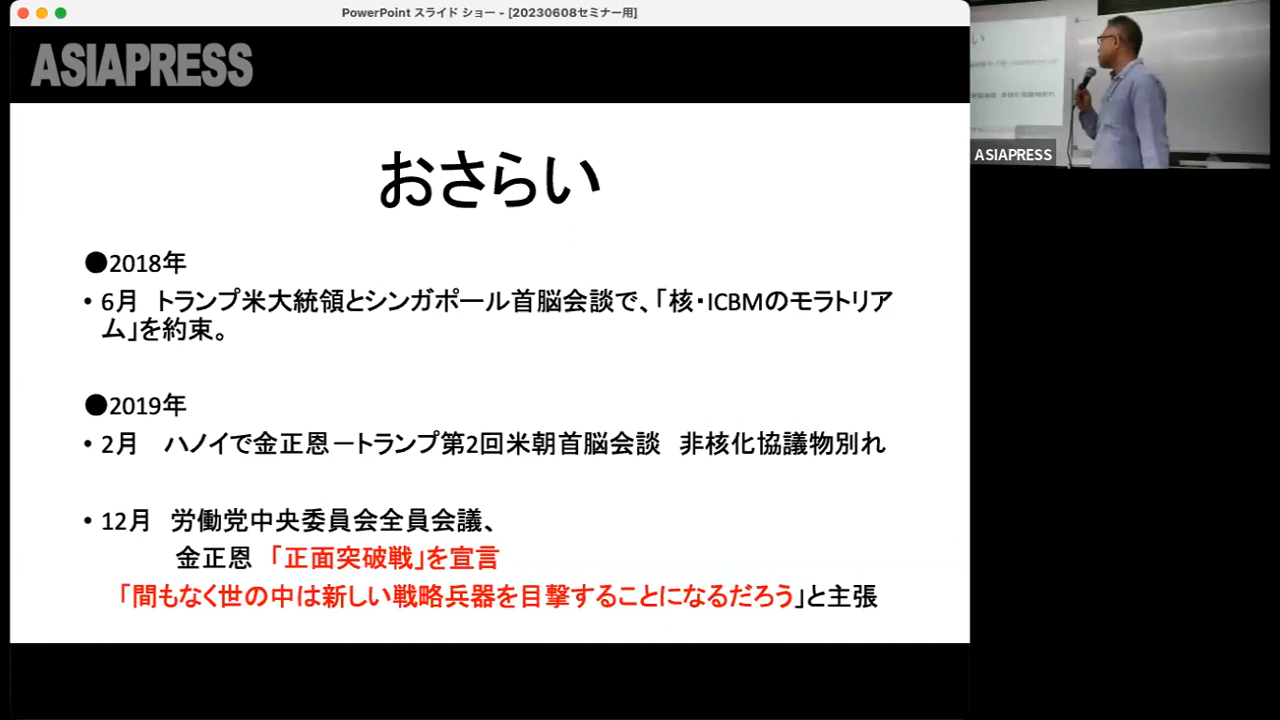 PowerPoint スライド ショー - [20230608セミナー用]
ASIAPRESS
おさらい
●2018年
• 6月　トランプ米大統領とシンガポール首脳会談で、「核・ICBMのモラトリア
ム」を約束。
●2019年
• 2月　ハノイで金正恩－トランプ第2回米朝首脳会談　非核化協議物別れ
• 12月　労働党中央委員会全員会議、
金正恩　「正面突破戦」を宣言
「間もなく世の中は新しい戦略兵器を目撃することになるだろう」と主張
ASIAPRESS